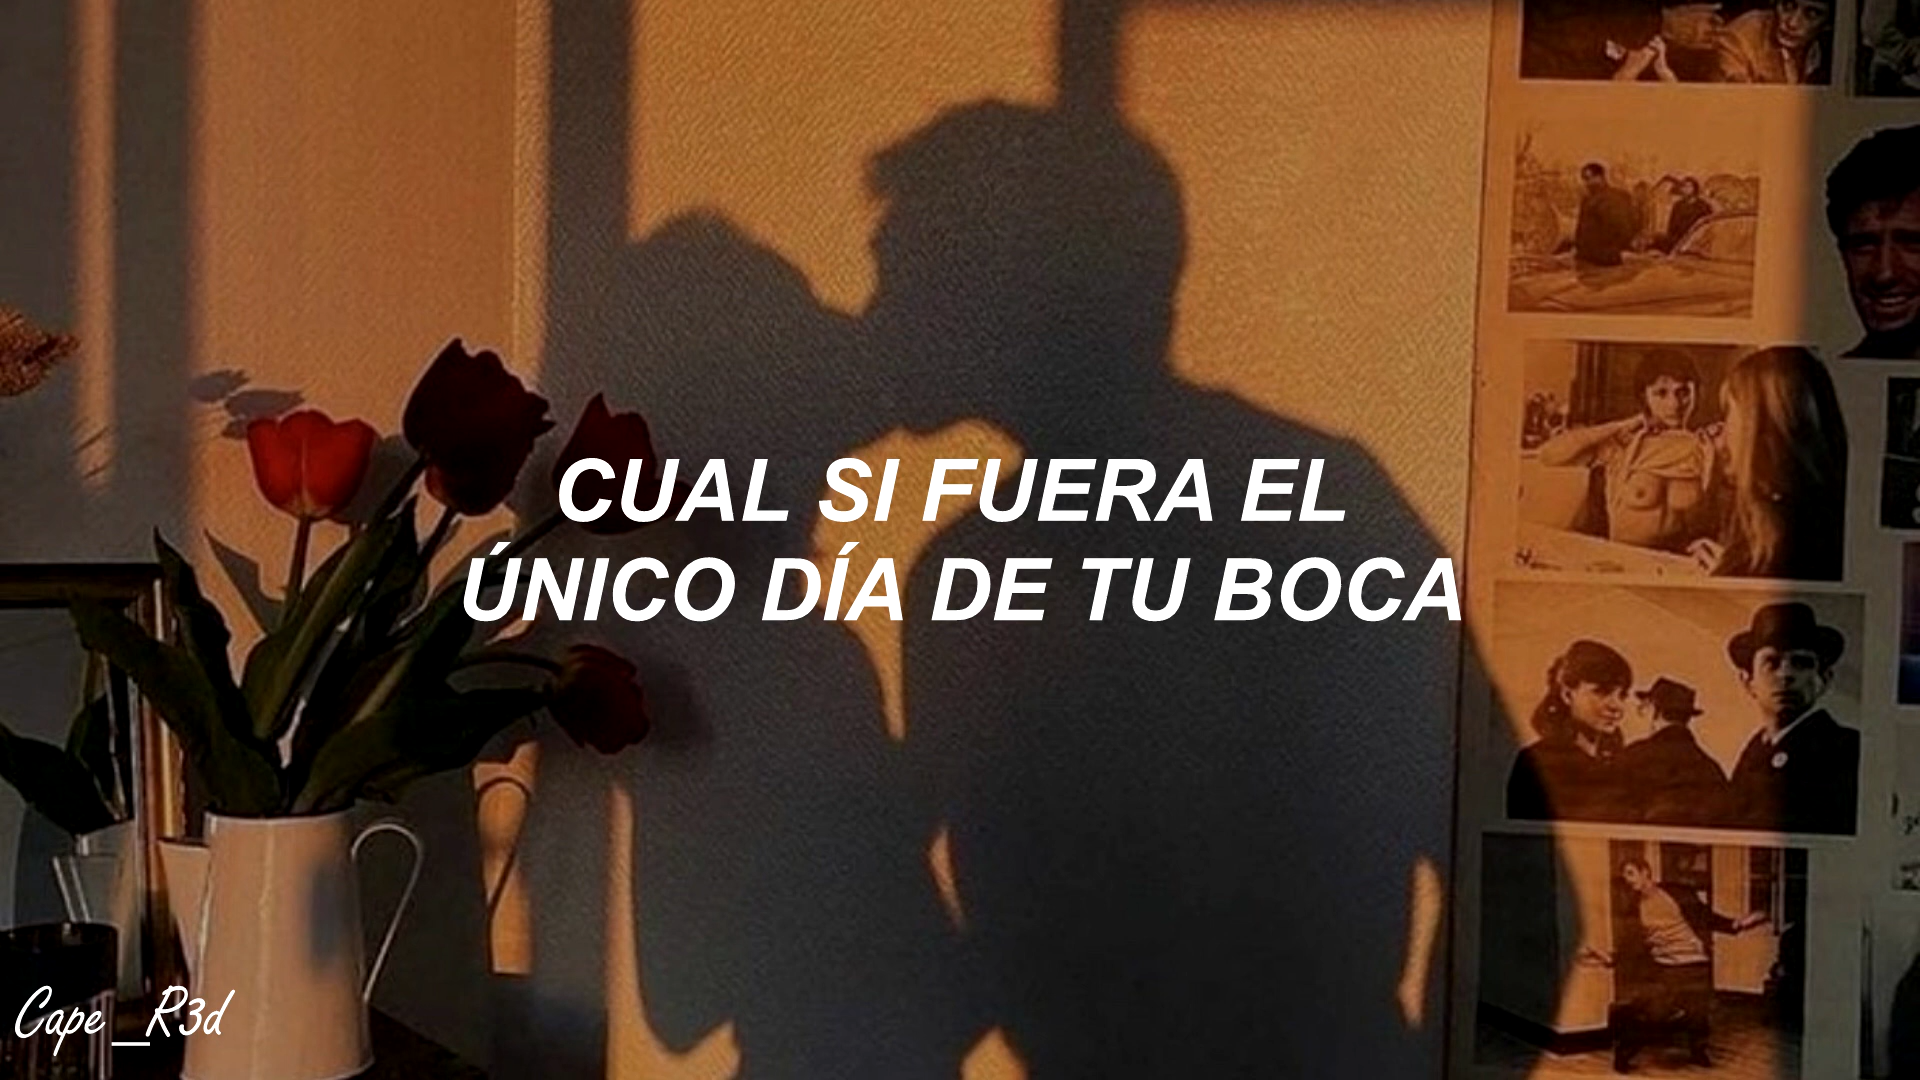 CUAL SI FUERA EL
ÚNICO DÍA DE TU BOCA
Cape_R3d